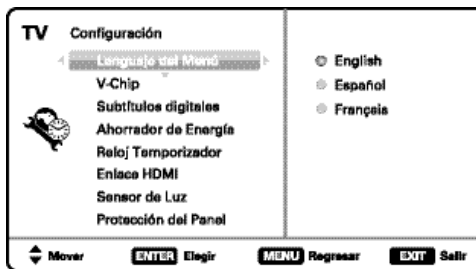 TV Configuración
Lenguaje del Menú
V-Chip
Subtítulos digitales
Ahorrador de Energía
Reloj Temporizador
Enlace HDMI
Sensor de Luz
Protección del Panel
English
Español
Français
Mover ENTER Elegir MENU Regresar EXIT Salir